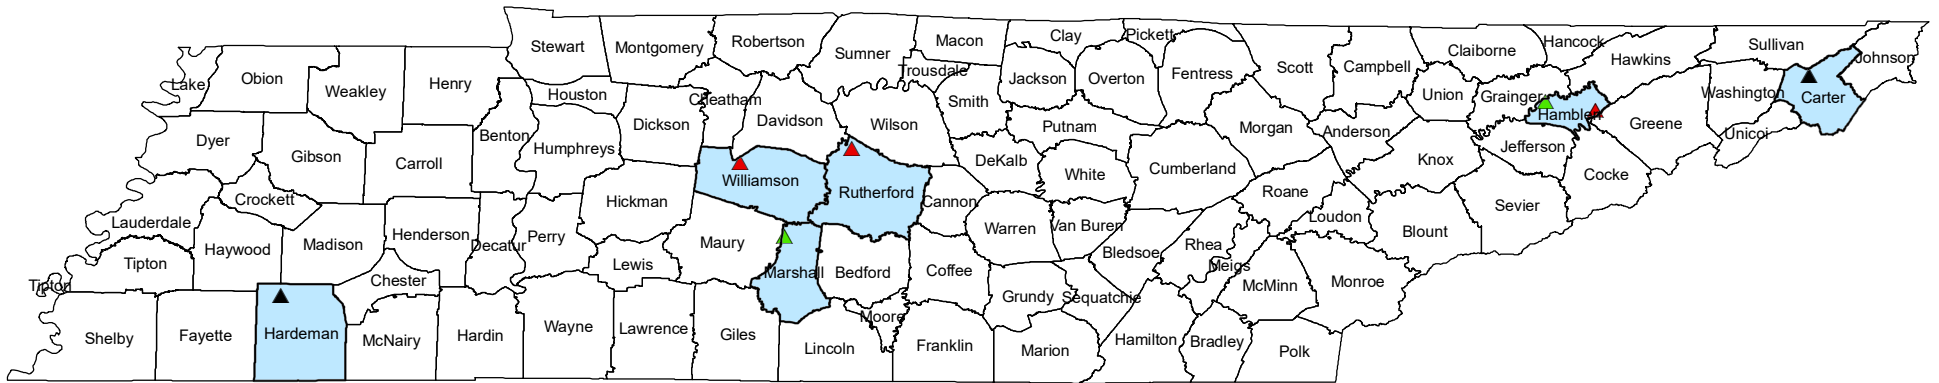 Stewart
Montgomery
Robertson
Sumner
Macon
Clay
Pickett
Trousdale
Lake
Obion
Weakley
Henry
Houston
Cheatham
Jackson
Overton
Fentress
Scott
Campbell
Claiborne
Hancock
Hawkins
Sullivan
Johnson
Dyer
Gibson
Carroll
Benton
Humphreys
Dickson
Davidson
Wilson
Smith
Putnam
Morgan
Anderson
Union
Grainger
Hamblen
Greene
Washington
Carter
Unicoi
Lauderdale
Crockett
Hickman
Williamson
Rutherford
Cannon
DeKalb
White
Cumberland
Roane
Knox
Jefferson
Cocke
Sevier
Tipton
Haywood
Madison
Henderson
Decatur
Perry
Lewis
Maury
Marshall
Bedford
Coffee
Warren
Van Buren
Bledsoe
Rhea
Meigs
Loudon
Blount
Tipton
Chester
Grundy
Sequatchie
McMinn
Monroe
Shelby
Fayette
Hardeman
McNairy
Hardin
Wayne
Lawrence
Giles
Lincoln
Moore
Franklin
Marion
Hamilton
Bradley
Polk